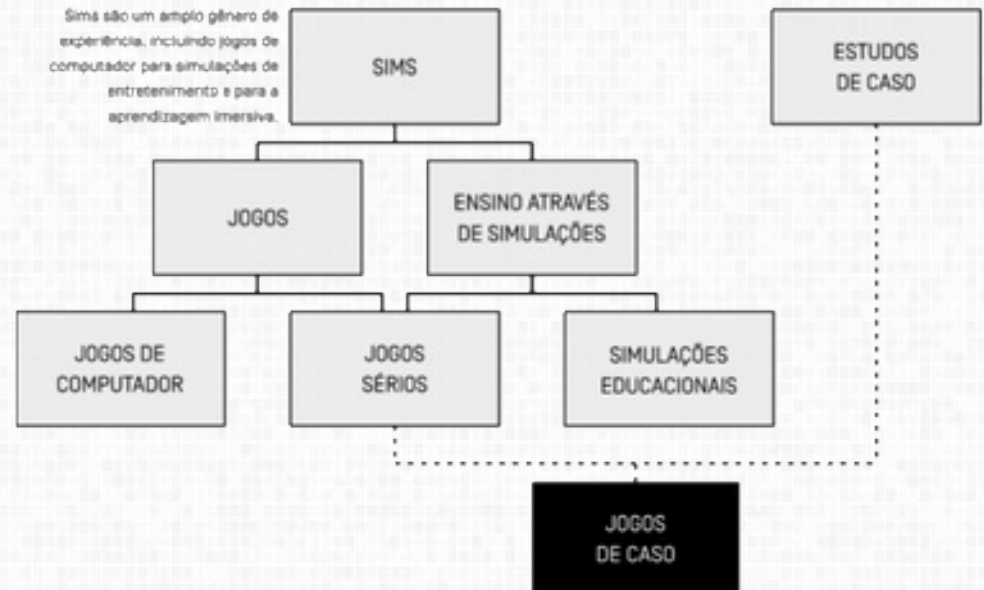 Sims são um amplo gênero de
experiência, incluindo jogos de
computador para simulações de
entretenimento e para a
aprendizagem imersiva.
SIMS
ESTUDOS
DE CASO
JOGOS
ENSINO ATRAVÉS
DE SIMULAÇÕES
JOGOS DE
COMPUTADOR
JOGOS
SÉRIOS
SIMULAÇÕES
EDUCACIONAIS
JOGOS
DE CASO